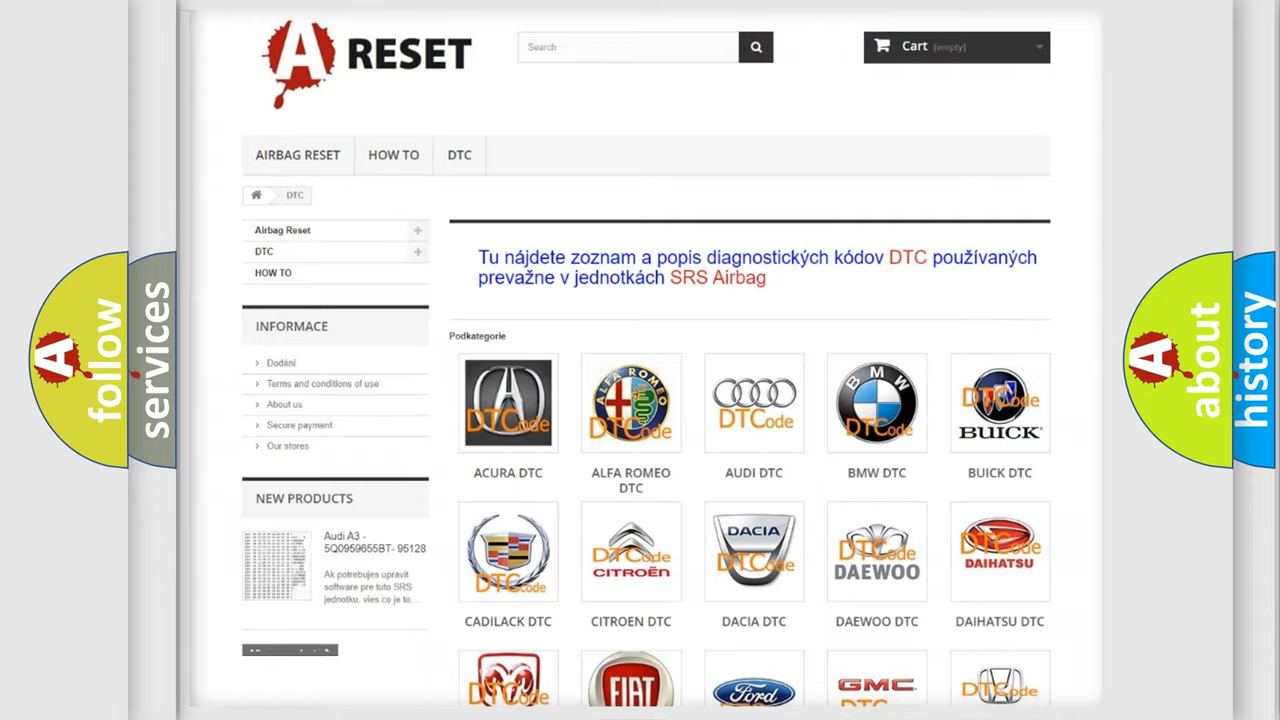 A RESET
Search
Cart (empty)
AIRBAG RESET
HOW TO
DTC
DTC
Airbag Reset
DTC
HOW TO
Tu nájdete zoznam a popis diagnostických kódov DTC používaných
prevažne v jednotkách SRS Airbag
INFORMACE
Dodání
Terms and conditions of use
About us
Secure payment
Our stores
NEW PRODUCTS
Audi A3 -
5Q0959655BT- 95128
Ak potrebujes upravit
software pre tuto SRS
jednotku, vies co je to...
Podkategorie
DTCode
ALFA ROMEO
DTCode
DTCode
BMW
DTCode
DTCode
BUICK
ACURA DTC
ALFA ROMEO
DTC
AUDI DTC
BMW DTC
BUICK DTC
DTCode
DTCode
CITROËN
DACIA
DTCode
DTCode
DAEWOO
DTCode
DAIHATSU
CADILACK DTC
CITROEN DTC
DACIA DTC
DAEWOO DTC
DAIHATSU DTC
DTCode
FIAT
Ford
GMC
DTCode
A
follow
services
A
about
history